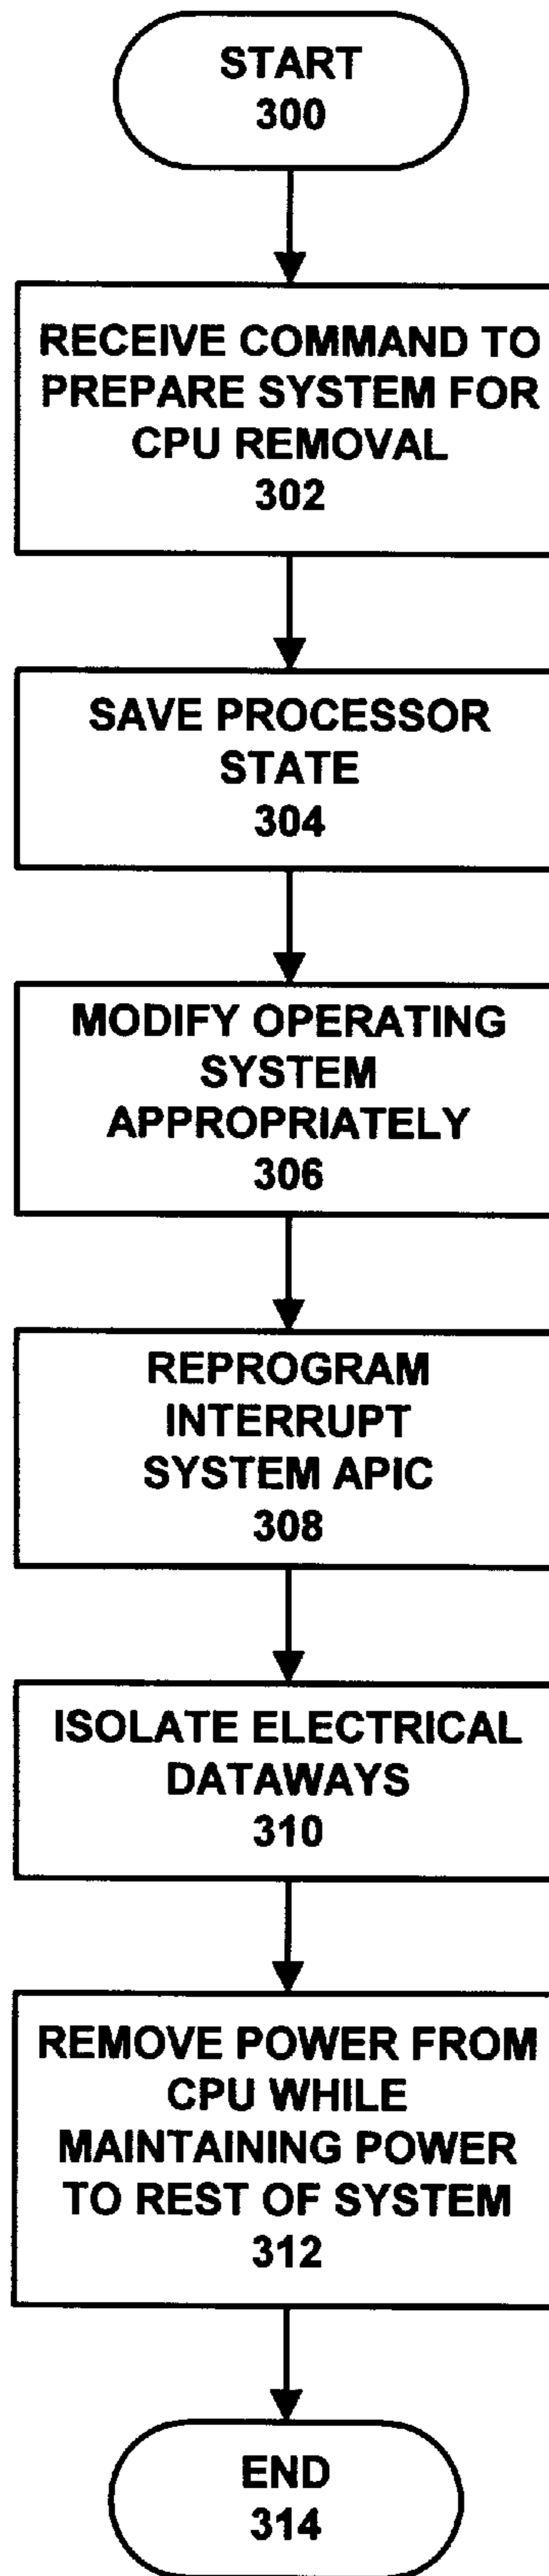 START
300
RECEIVE COMMAND TO
PREPARE SYSTEM FOR
CPU REMOVAL
302
SAVE PROCESSOR
STATE
304
MODIFY OPERATING
SYSTEM
APPROPRIATELY
306
REPROGRAM
INTERRUPT
SYSTEM APIC
308
ISOLATE ELECTRICAL
DATAWAYS
310
REMOVE POWER FROM
CPU WHILE
MAINTAINING POWER
TO REST OF SYSTEM
312
END
314